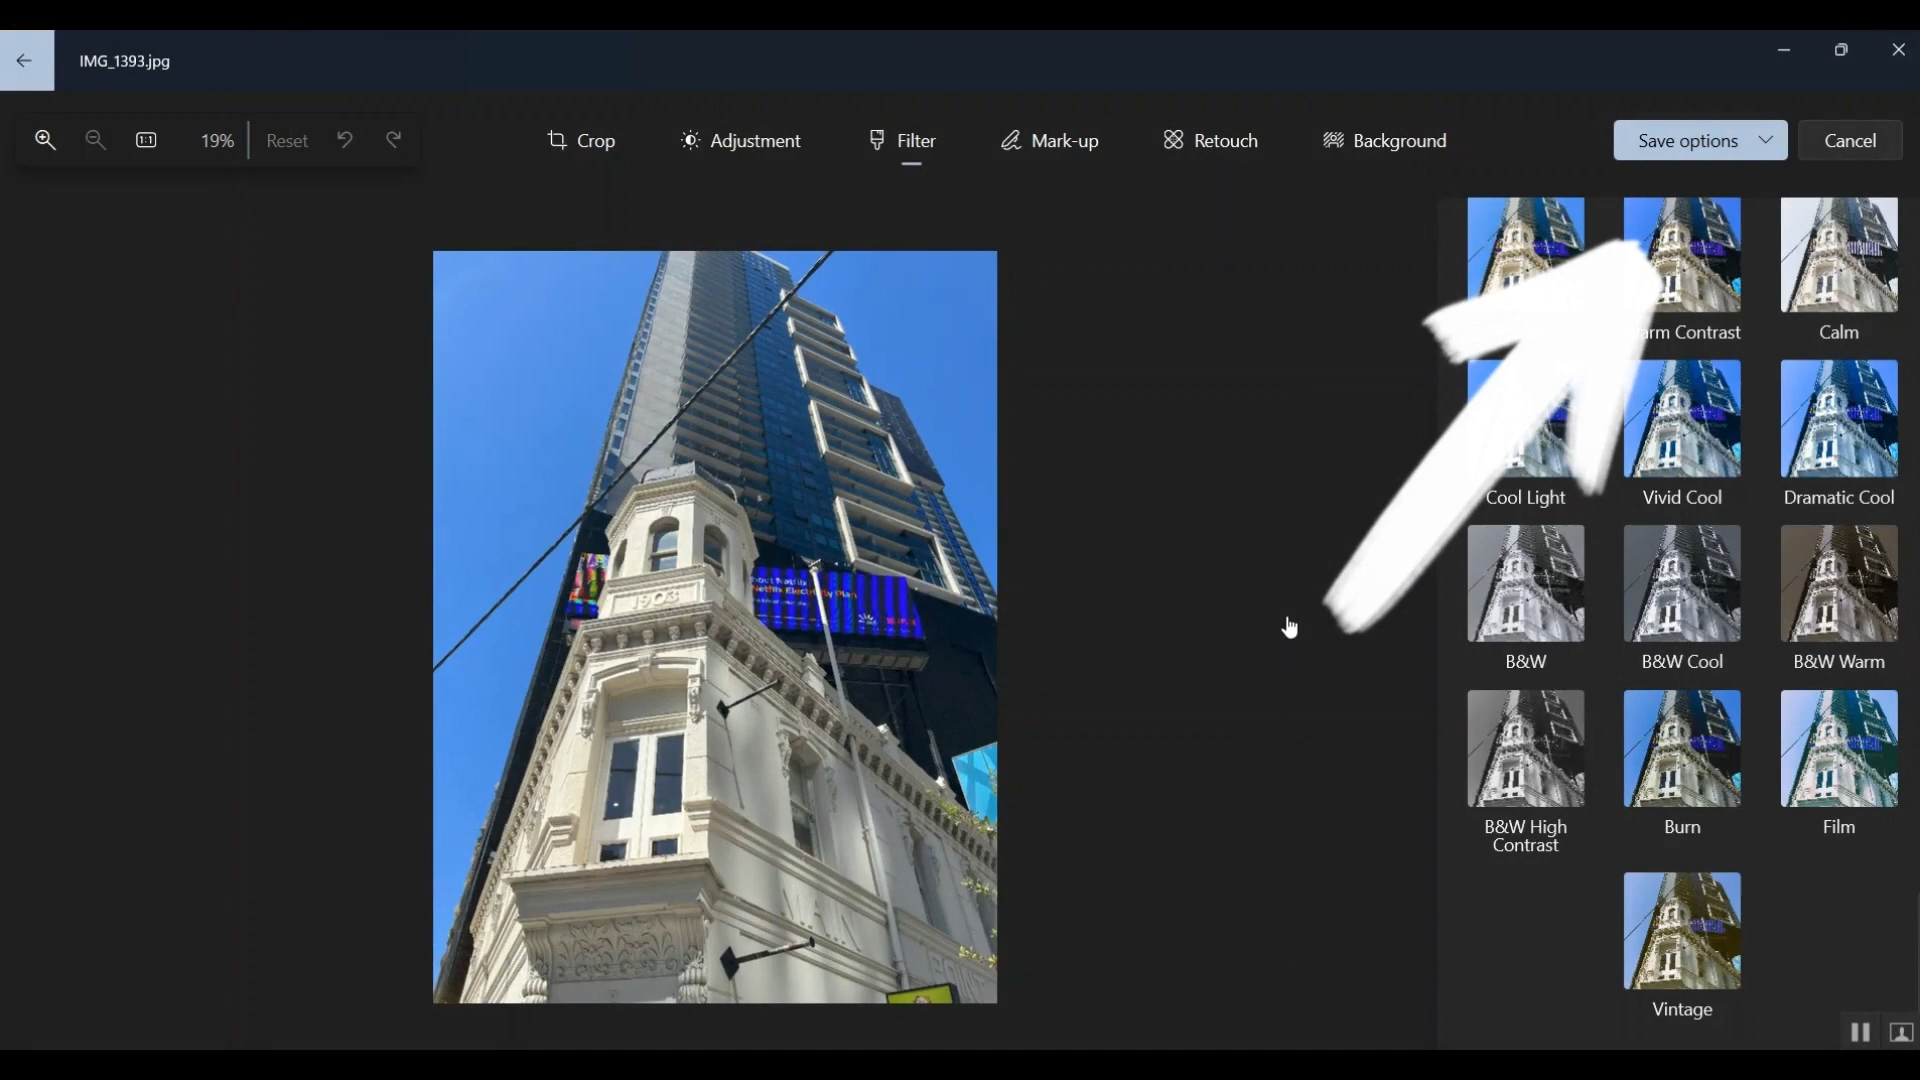 IMG_1393.jpg
19%
Reset
Crop
Adjustment
Filter
Mark-up
Retouch
Background
Save options
Cancel
Contrast
Calm
Cool Light
Vivid Cool
Dramatic Cool
B&W
B&W Cool
B&W Warm
B&W High
Contrast
Burn
Film
Vintage
1903